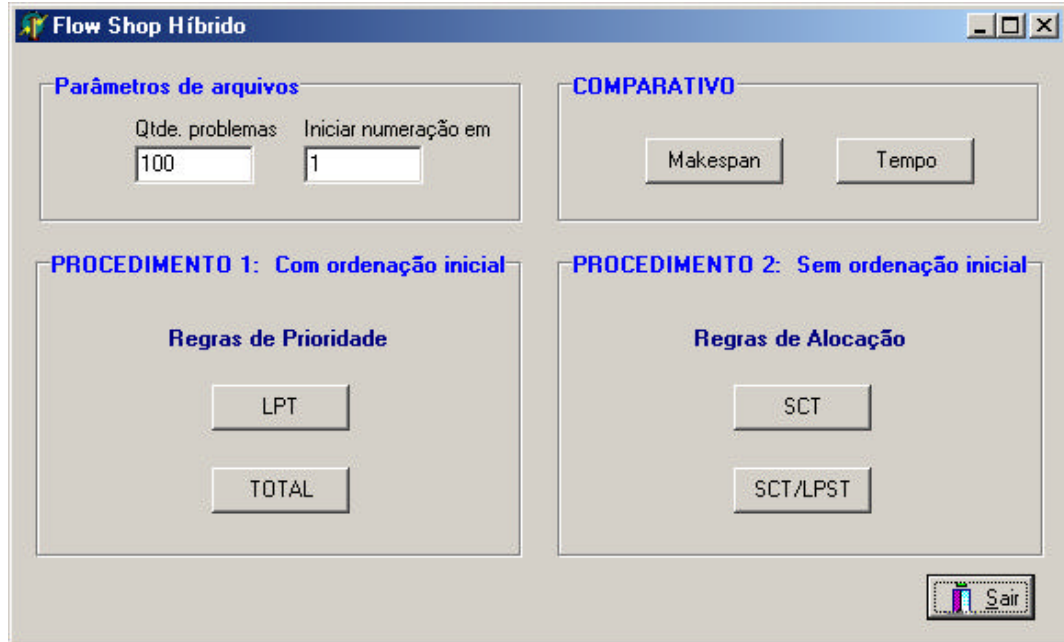 Flow Shop Híbrido
Parâmetros de arquivos
Qtde. problemas Iniciar numeração em
100 1
COMPARATIVO
Makespan Tempo
PROCEDIMENTO 1: Com ordenação inicial
Regras de Prioridade
LPT
TOTAL
PROCEDIMENTO 2: Sem ordenação inicial
Regras de Alocação
SCT
SCT/LPST
Sair